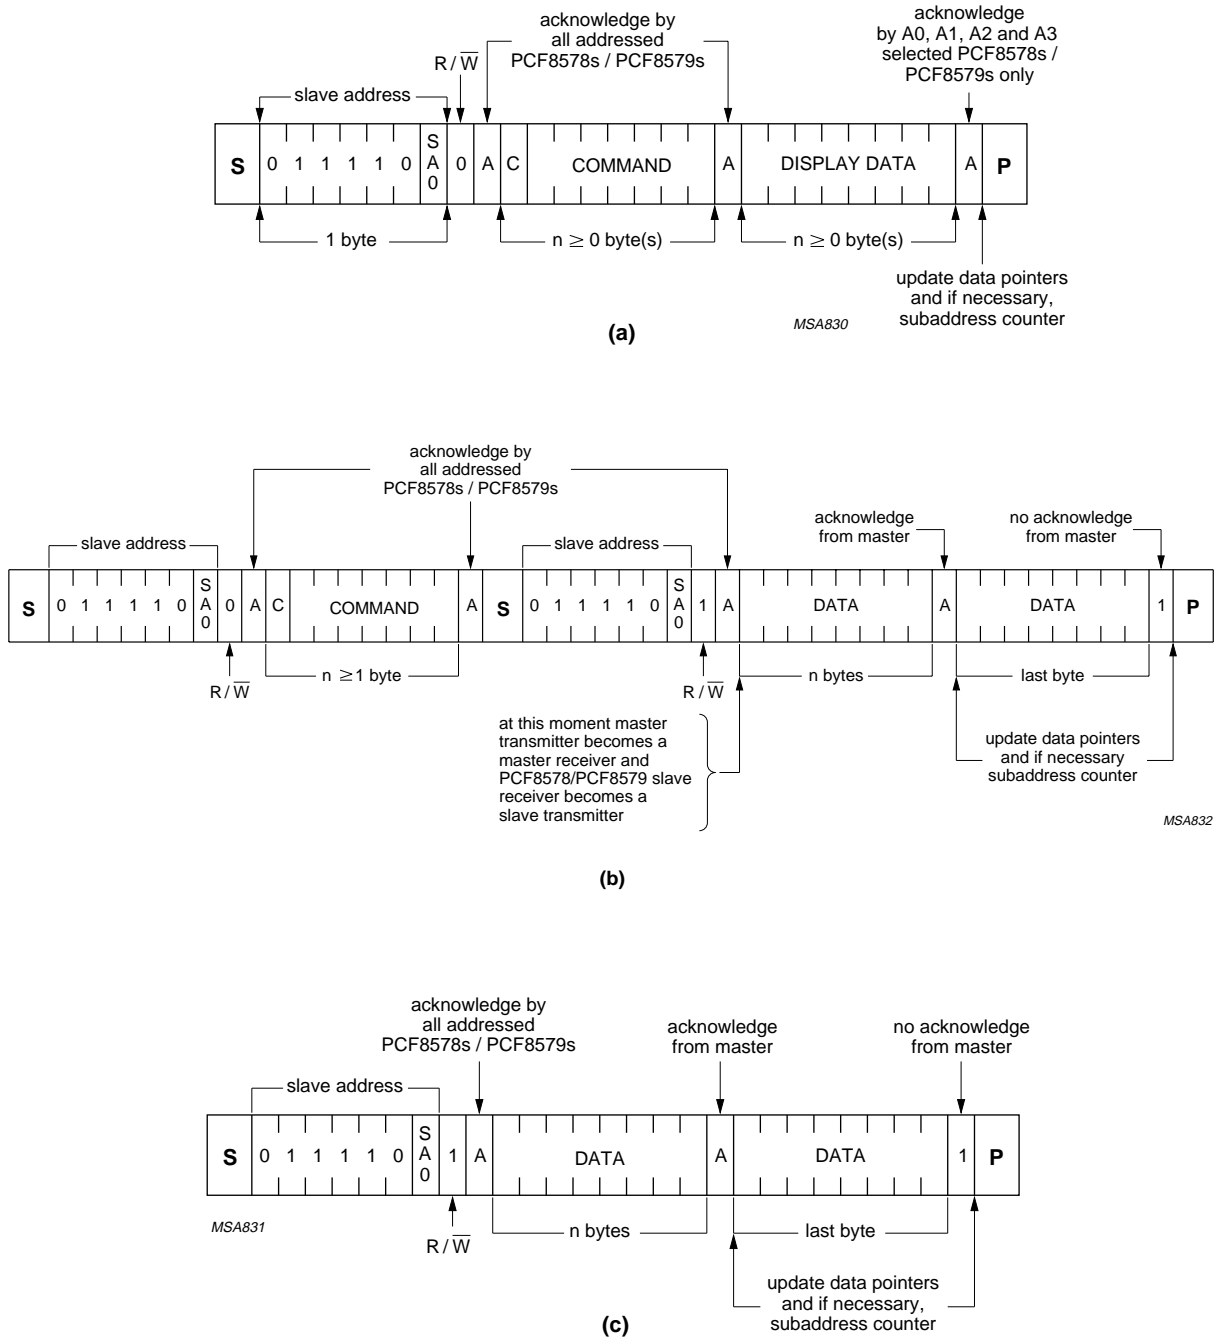 acknowledge by
all addressed
PCF8578s / PCF8579s
acknowledge
by A0, A1, A2 and A3
selected PCF8578s /
PCF8579s only
R / W
slave address
S 0 1 1 1 1 0 SA0 0 A C COMMAND A DISPLAY DATA A P
1 byte n ≥ 0 byte(s) n ≥ 0 byte(s)
update data pointers
and if necessary,
subaddress counter
MSA830
(a)
acknowledge by
all addressed
PCF8578s / PCF8579s
acknowledge
from master
no acknowledge
from master
slave address slave address
S 0 1 1 1 1 0 SA0 0 A C COMMAND A S 0 1 1 1 1 0 SA0 1 A DATA A DATA 1 P
R / W n ≥ 1 byte R / W n bytes last byte
at this moment master
transmitter becomes a
master receiver and
PCF8578/PCF8579 slave
receiver becomes a
slave transmitter
update data pointers
and if necessary
subaddress counter
MSA832
(b)
acknowledge by
all addressed
PCF8578s / PCF8579s
acknowledge
from master
no acknowledge
from master
slave address
S 0 1 1 1 1 0 SA0 1 A DATA A DATA 1 P
MSA831
R / W n bytes last byte
update data pointers
and if necessary,
subaddress counter
(c)